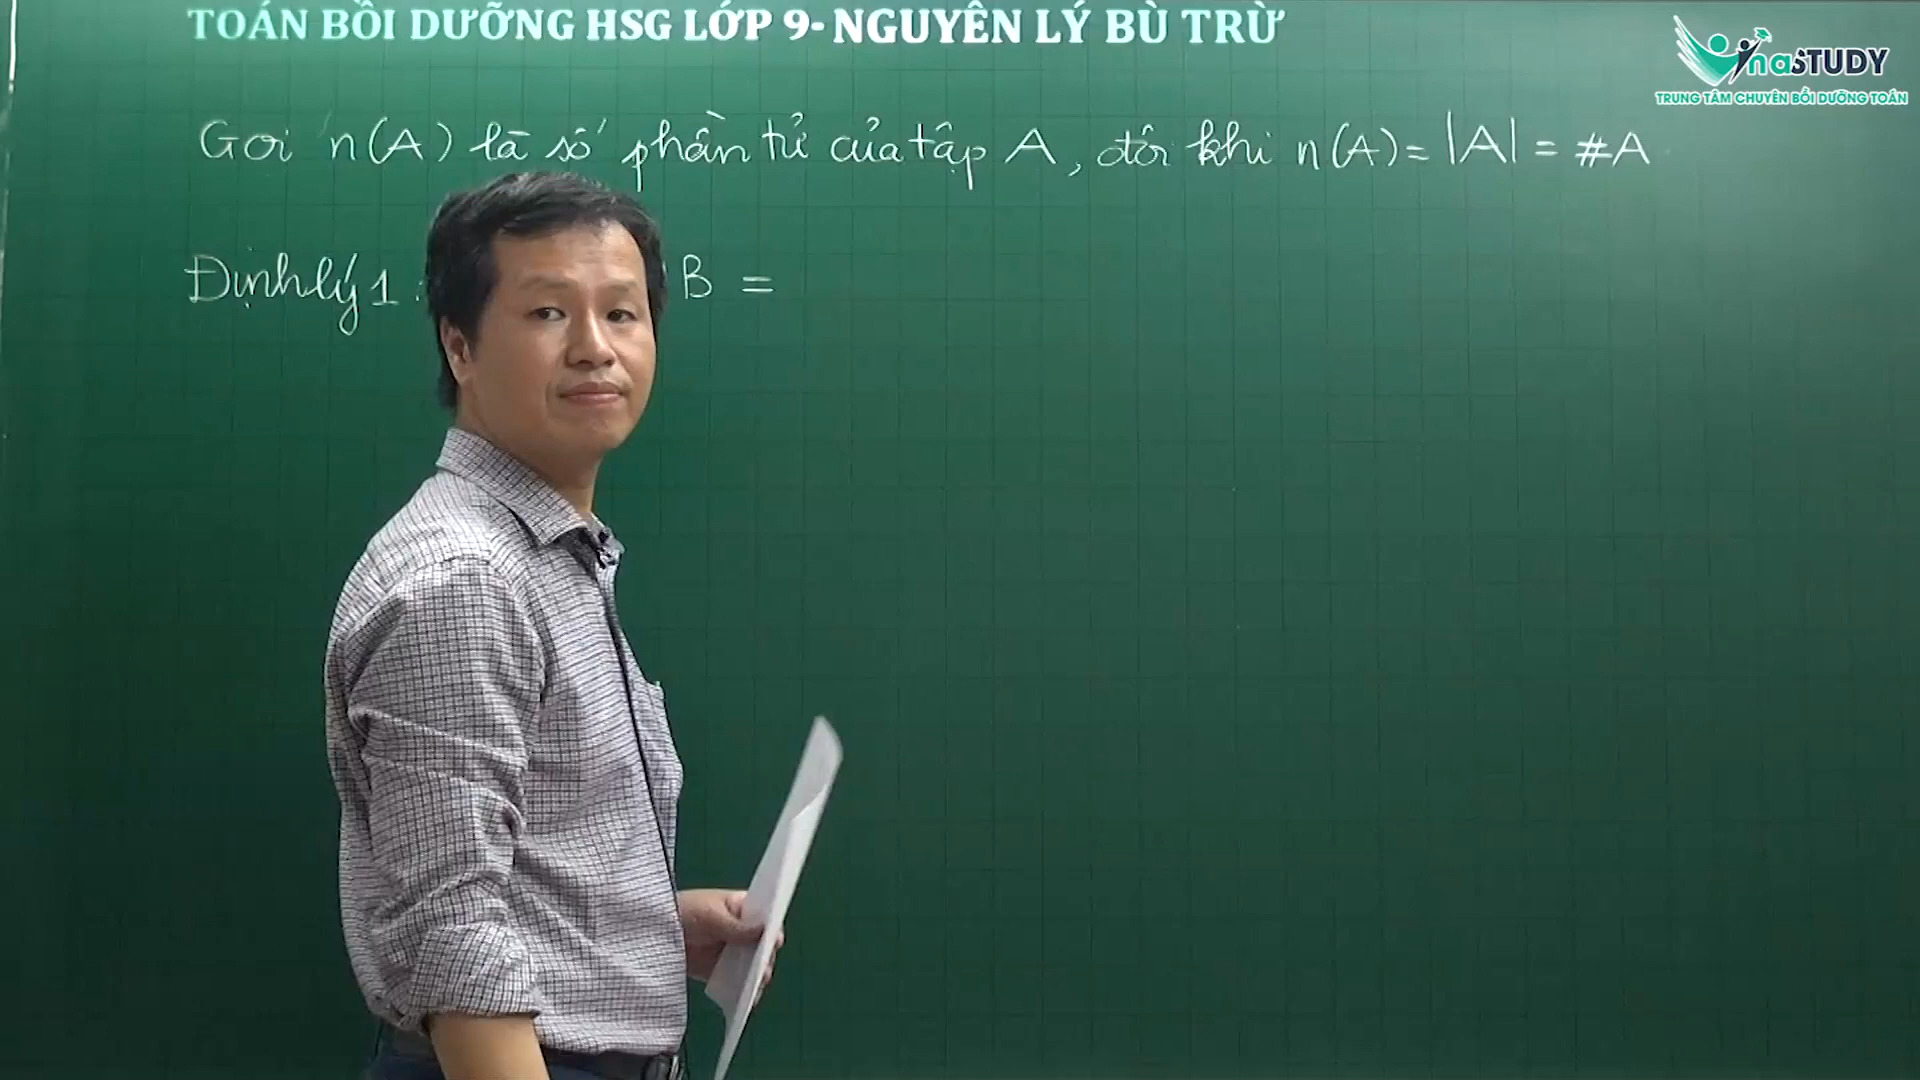 TOÁN BỒI DƯỠNG HSG LỚP 9- NGUYÊN LÝ BÙ TRỪ
naSTUDY
TRUNG TÂM CHUYÊN BỒI DƯỠNG TOÁN
Gọi n(A) là số phần tử của tập A, đôi khi n(A) = |A| = #A
Định lý 1 : B =